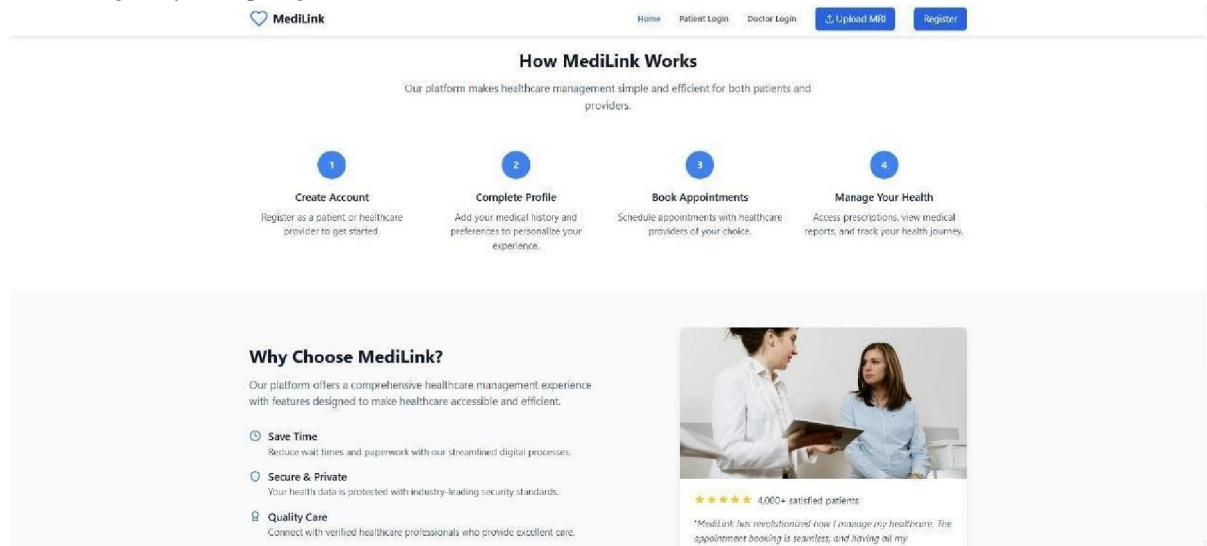 MediLink
Home Patient Login Doctor Login Upload MRI Register
How MediLink Works
Our platform makes healthcare management simple and efficient for both patients and
providers.
1
2
3
4
Create Account
Register as a patient or healthcare
provider to get started.
Complete Profile
Add your medical history and
preferences to personalize your
experience.
Book Appointments
Schedule appointments with healthcare
providers of your choice.
Manage Your Health
Access prescriptions, view medical
reports, and track your health journey.
Why Choose MediLink?
Our platform offers a comprehensive healthcare management experience
with features designed to make healthcare accessible and efficient.
Save Time
Reduce wait times and paperwork with our streamlined digital processes.
Secure & Private
Your health data is protected with industry-leading security standards.
Quality Care
Connect with verified healthcare professionals who provide excellent care.
4,000+ satisfied patients
"MediLink has revolutionized how I manage my healthcare. The
appointment booking is seamless, and having all my